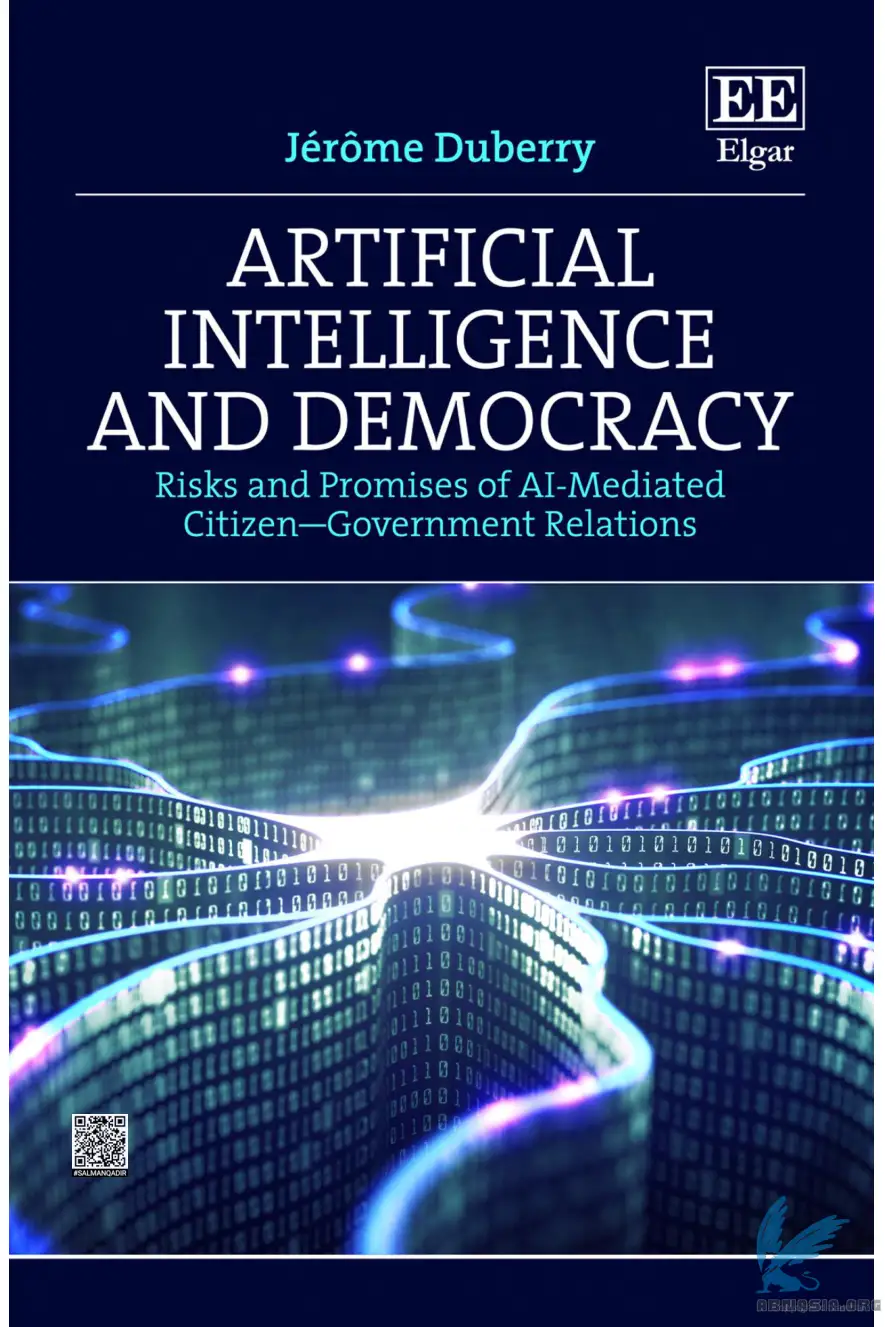 EE
Elgar
Jérôme Duberry
ARTIFICIAL
INTELLIGENCE
AND DEMOCRACY
Risks and Promises of AI-Mediated
Citizen—Government Relations
#SALMANQADIR
ABNASIA.ORG